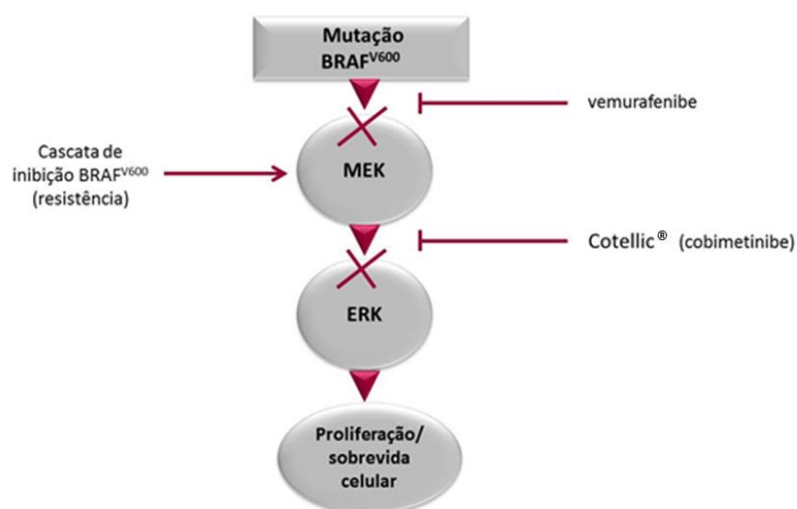 Mutação
BRAFV600
vemurafenibe
Cascata de
inibição BRAFV600
(resistência)
MEK
Cotellic® (cobimetinibe)
ERK
Proliferação/
sobrevida
celular